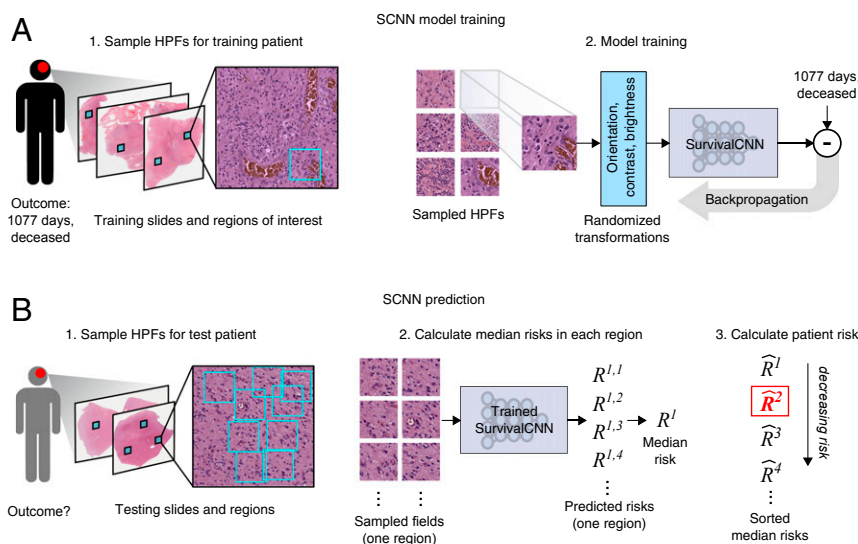 SCNN model training
A
1. Sample HPFs for training patient
2. Model training
Outcome:
1077 days,
deceased
Training slides and regions of interest
Sampled HPFs
Orientation,
contrast, brightness
Randomized
transformations
SurvivalCNN
1077 days
deceased
-
Backpropagation
SCNN prediction
B
1. Sample HPFs for test patient
2. Calculate median risks in each region
3. Calculate patient risk
Outcome?
Testing slides and regions
⋮ ⋮
Sampled fields
(one region)
Trained
SurvivalCNN
R^{1,1}
R^{1,2}
R^{1,3}
R^{1,4}
⋮
Predicted risks
(one region)
R^1
Median
risk
\widehat{R}^1
\widehat{R}^2
\widehat{R}^3
\widehat{R}^4
⋮
Sorted
median risks
decreasing risk